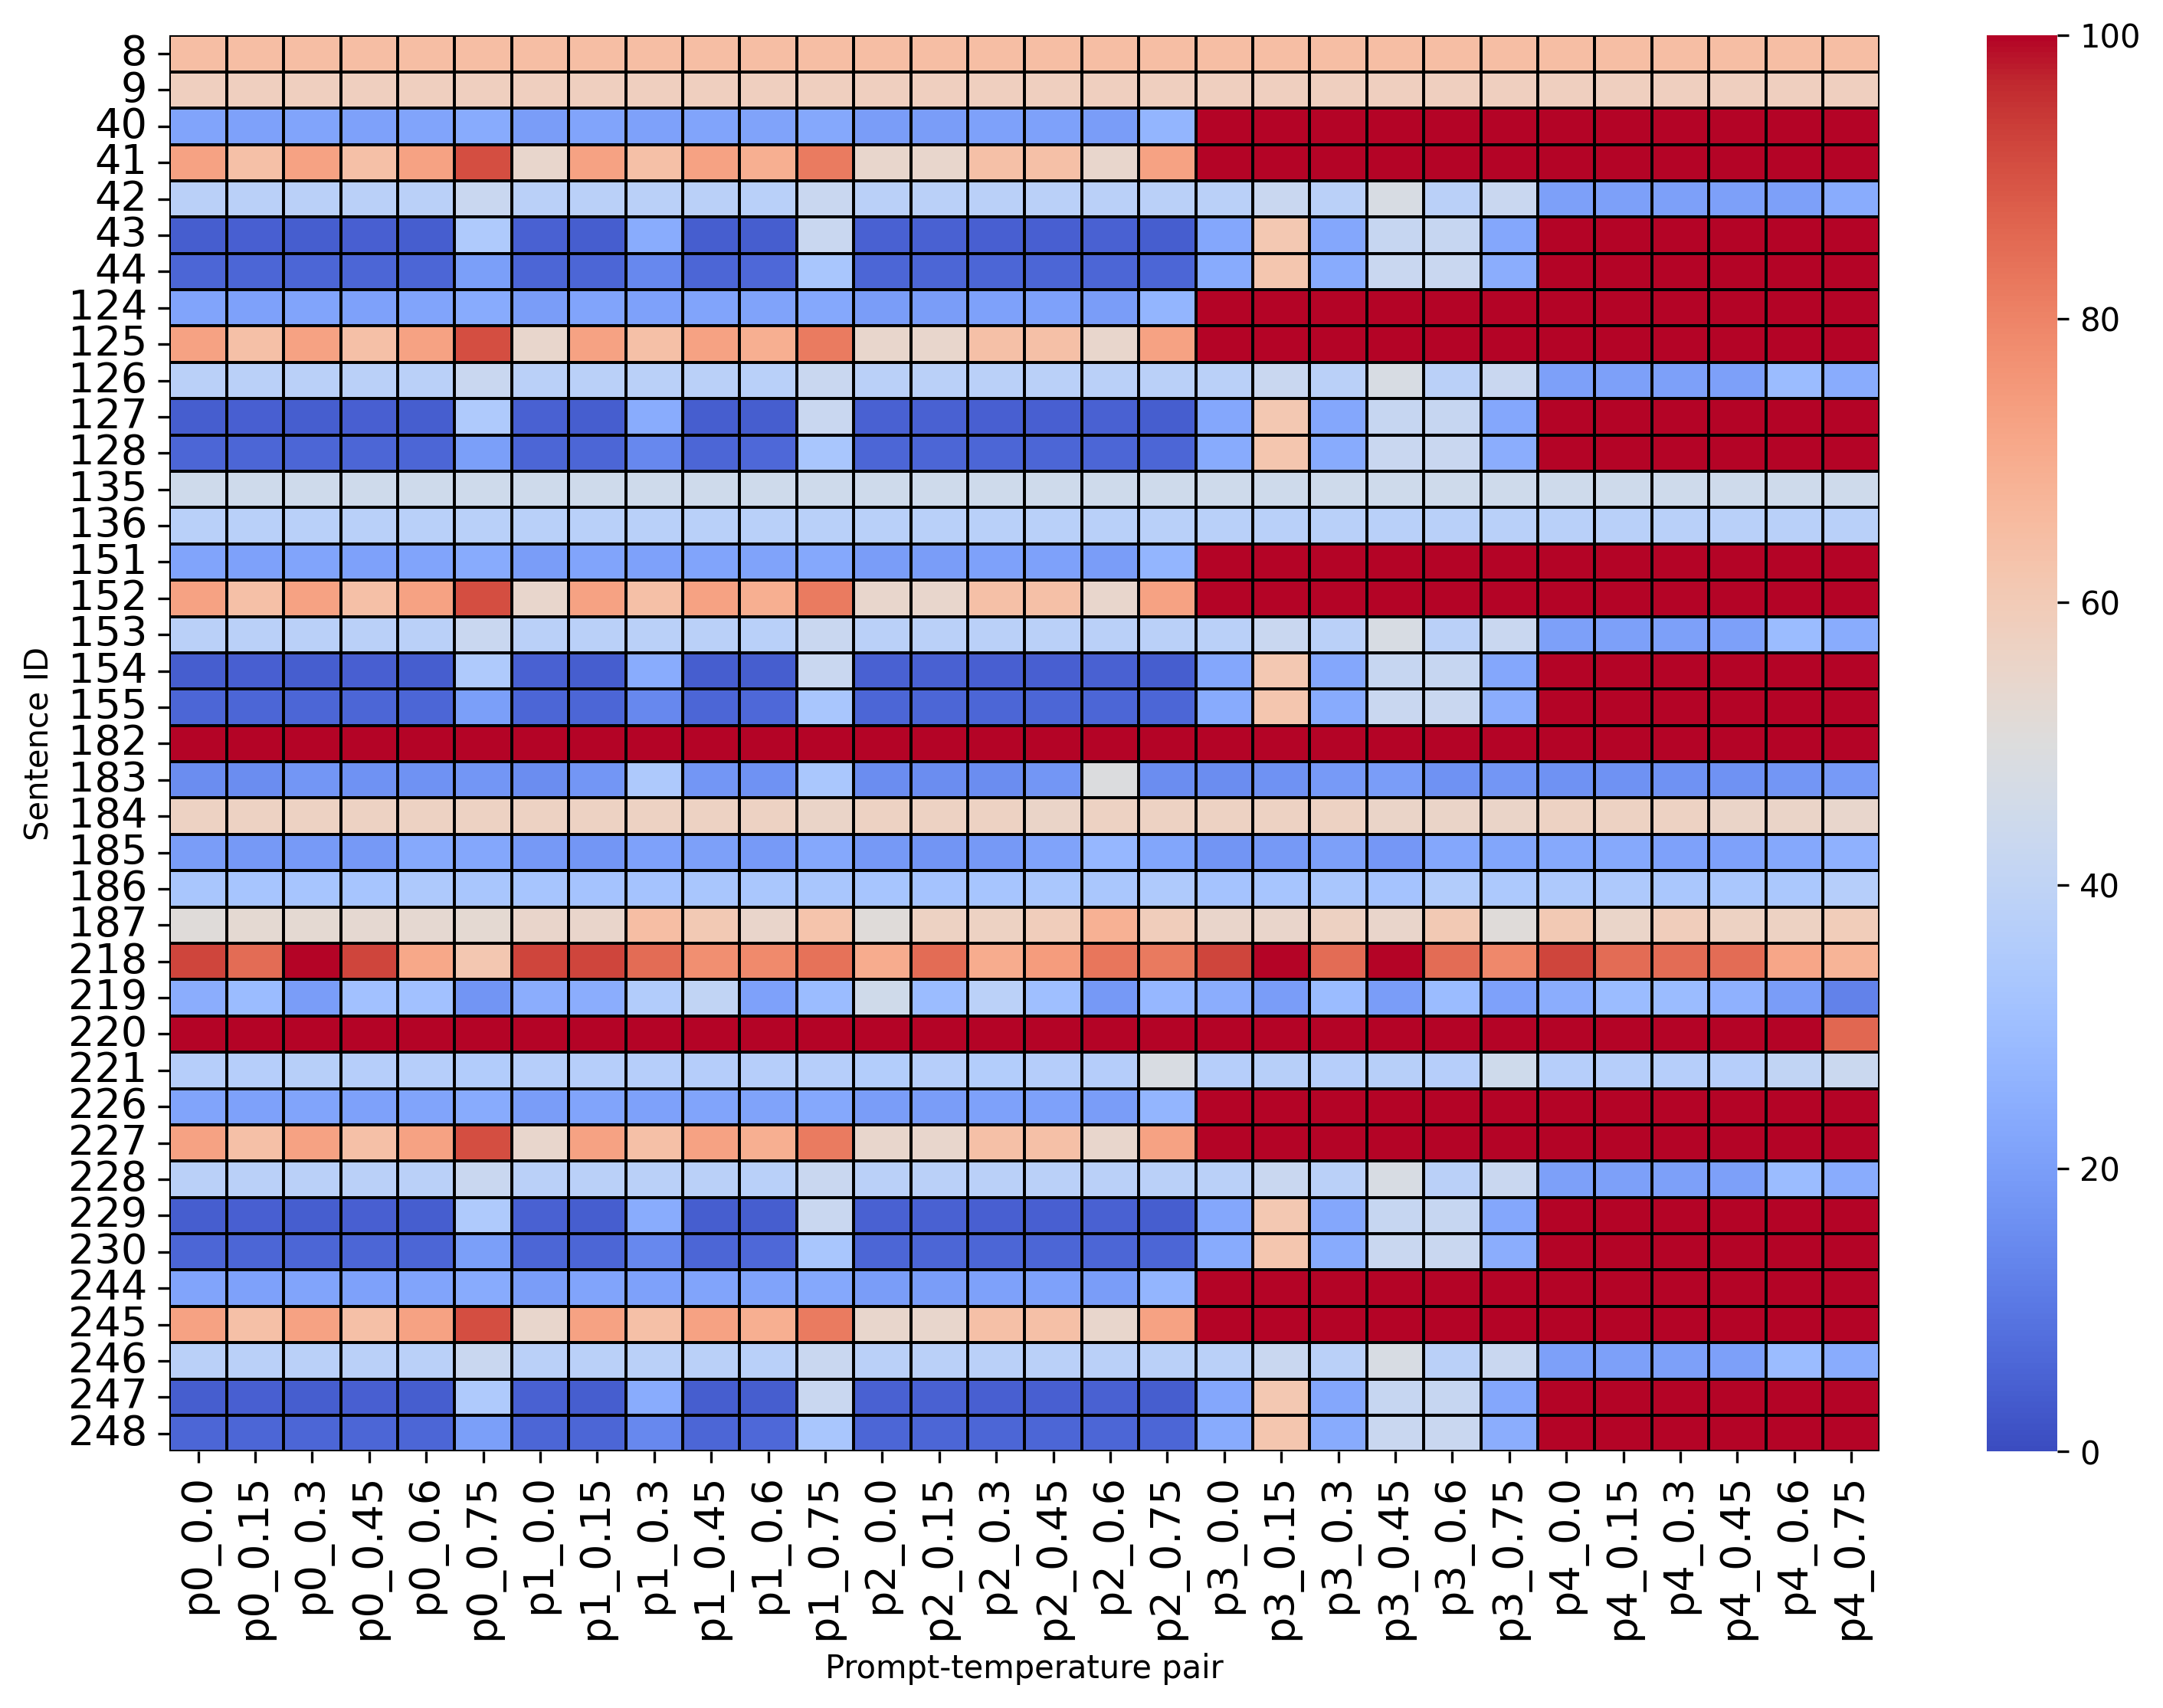 Sentence ID
8
9
40
41
42
43
44
124
125
126
127
128
135
136
151
152
153
154
155
182
183
184
185
186
187
218
219
220
221
226
227
228
229
230
244
245
246
247
248
p0_0.0
p0_0.15
p0_0.3
p0_0.45
p0_0.6
p0_0.75
p1_0.0
p1_0.15
p1_0.3
p1_0.45
p1_0.6
p1_0.75
p2_0.0
p2_0.15
p2_0.3
p2_0.45
p2_0.6
p2_0.75
p3_0.0
p3_0.15
p3_0.3
p3_0.45
p3_0.6
p3_0.75
p4_0.0
p4_0.15
p4_0.3
p4_0.45
p4_0.6
p4_0.75
Prompt-temperature pair
100
80
60
40
20
0